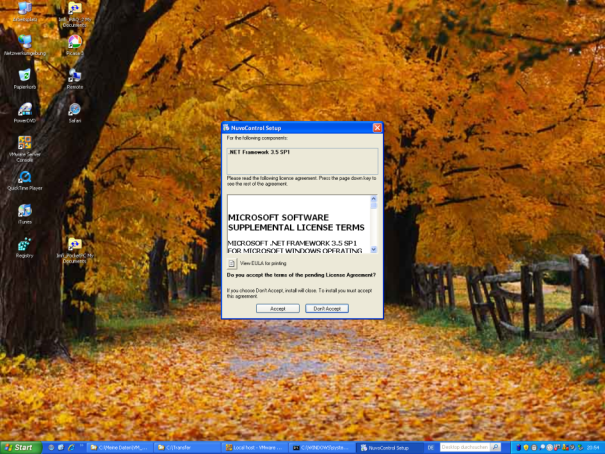 Netzwerkumgebung
Papierkorb
Remote
PowerDVD
Safari
VMware Server
Console
QuickTime Player
iTunes
Registry
Documents
NuvoControl Setup
For the following components:
.NET Framework 3.5 SP1
Please read the following license agreement. Press the page down key to
see the rest of the agreement.
MICROSOFT SOFTWARE
SUPPLEMENTAL LICENSE TERMS
MICROSOFT .NET FRAMEWORK 3.5 SP1
FOR MICROSOFT WINDOWS OPERATING
View EULA for printing
Do you accept the terms of the pending License Agreement?
If you choose Don't Accept, install will close. To install you must accept
this agreement.
Accept
Don't Accept
Start
C:\Meine Daten\VM_...
C:\Transfer
Local host - VMware ...
C:\WINDOWS\syste...
NuvoControl Setup
DE
Desktop durchsuchen
20:44